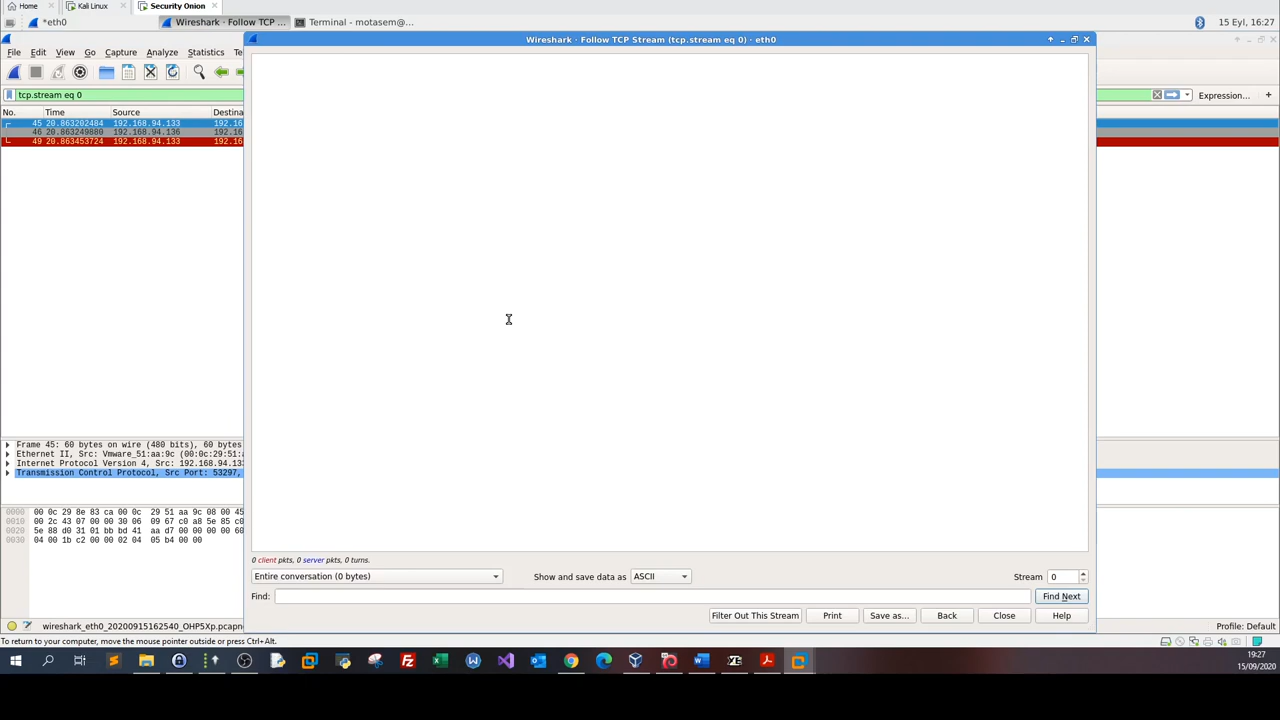 Home Kali Linux Security Onion
*eth0 Wireshark · Follow TCP ... Terminal - motasem@... 15 Eyl, 16:27
Wireshark · Follow TCP Stream (tcp.stream eq 0) · eth0
File Edit View Go Capture Analyze Statistics Te
tcp.stream eq 0 Expression... +
No. Time Source Destina
45 20.863202484 192.168.94.133 192.16
46 20.863249880 192.168.94.136 192.16
49 20.863453724 192.168.94.133 192.16
Frame 45: 60 bytes on wire (480 bits), 60 bytes
Ethernet II, Src: Vmware_51:aa:9c (00:0c:29:51:a
Internet Protocol Version 4, Src: 192.168.94.133
Transmission Control Protocol, Src Port: 53297,
0000 00 0c 29 8e 83 ca 00 0c 29 51 aa 9c 08 00 45
0010 00 2c 43 07 00 00 30 06 09 67 c0 a8 5e 85 c0
0020 5e 88 d0 31 01 bb bd 41 aa d7 00 00 00 00 60
0030 04 00 1b c2 00 00 02 04 05 b4 00 00
0 client pkts, 0 server pkts, 0 turns.
Entire conversation (0 bytes) Show and save data as ASCII Stream 0
Find: Find Next
Filter Out This Stream Print Save as... Back Close Help
wireshark_eth0_20200915162540_OHP5Xp.pcapn Profile: Default
To return to your computer, move the mouse pointer outside or press Ctrl+Alt.
19:27
15/09/2020